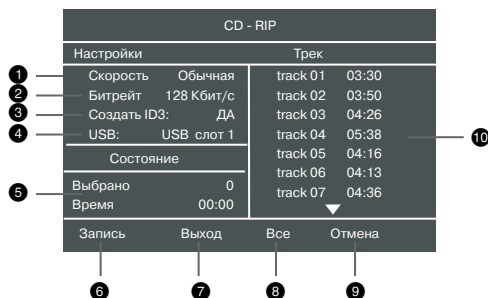 CD - RIP
Настройки Трек
1 Скорость Обычная
2 Битрейт 128 Кбит/с
3 Создать ID3: ДА
4 USB: USB слот 1
Состояние
5 Выбрано 0
Время 00:00
track 01 03:30
track 02 03:50
track 03 04:26
track 04 05:38
track 05 04:16
track 06 04:13
track 07 04:36
10
Запись Выход Все Отмена
6 7 8 9